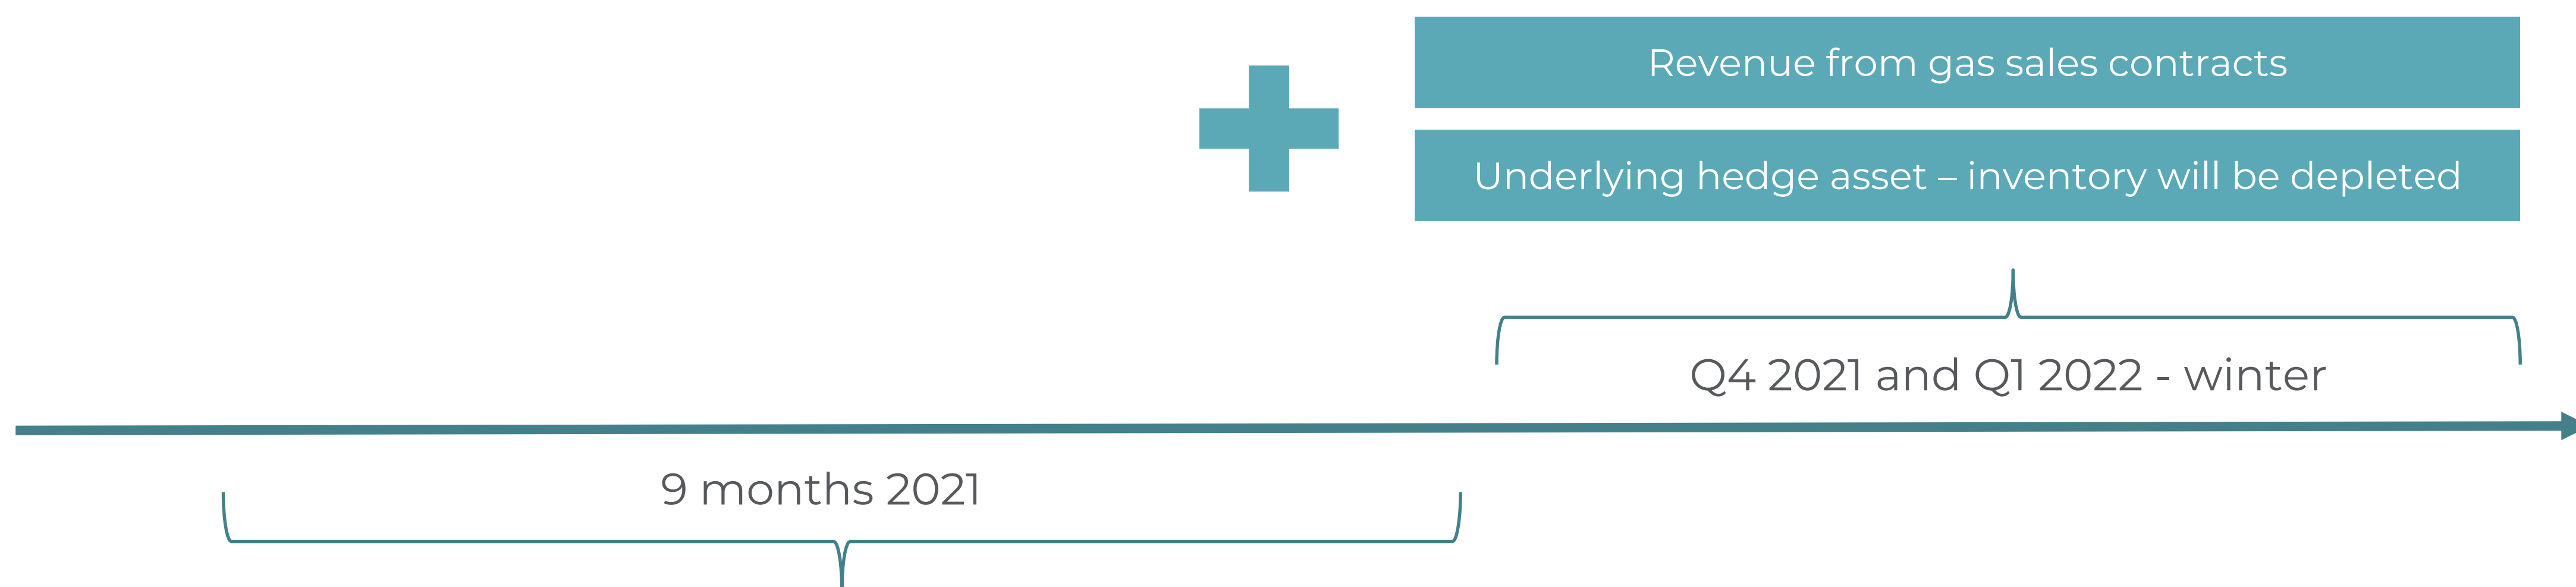 Revenue from gas sales contracts
Underlying hedge asset – inventory will be depleted
Q4 2021 and Q1 2022 - winter
9 months 2021